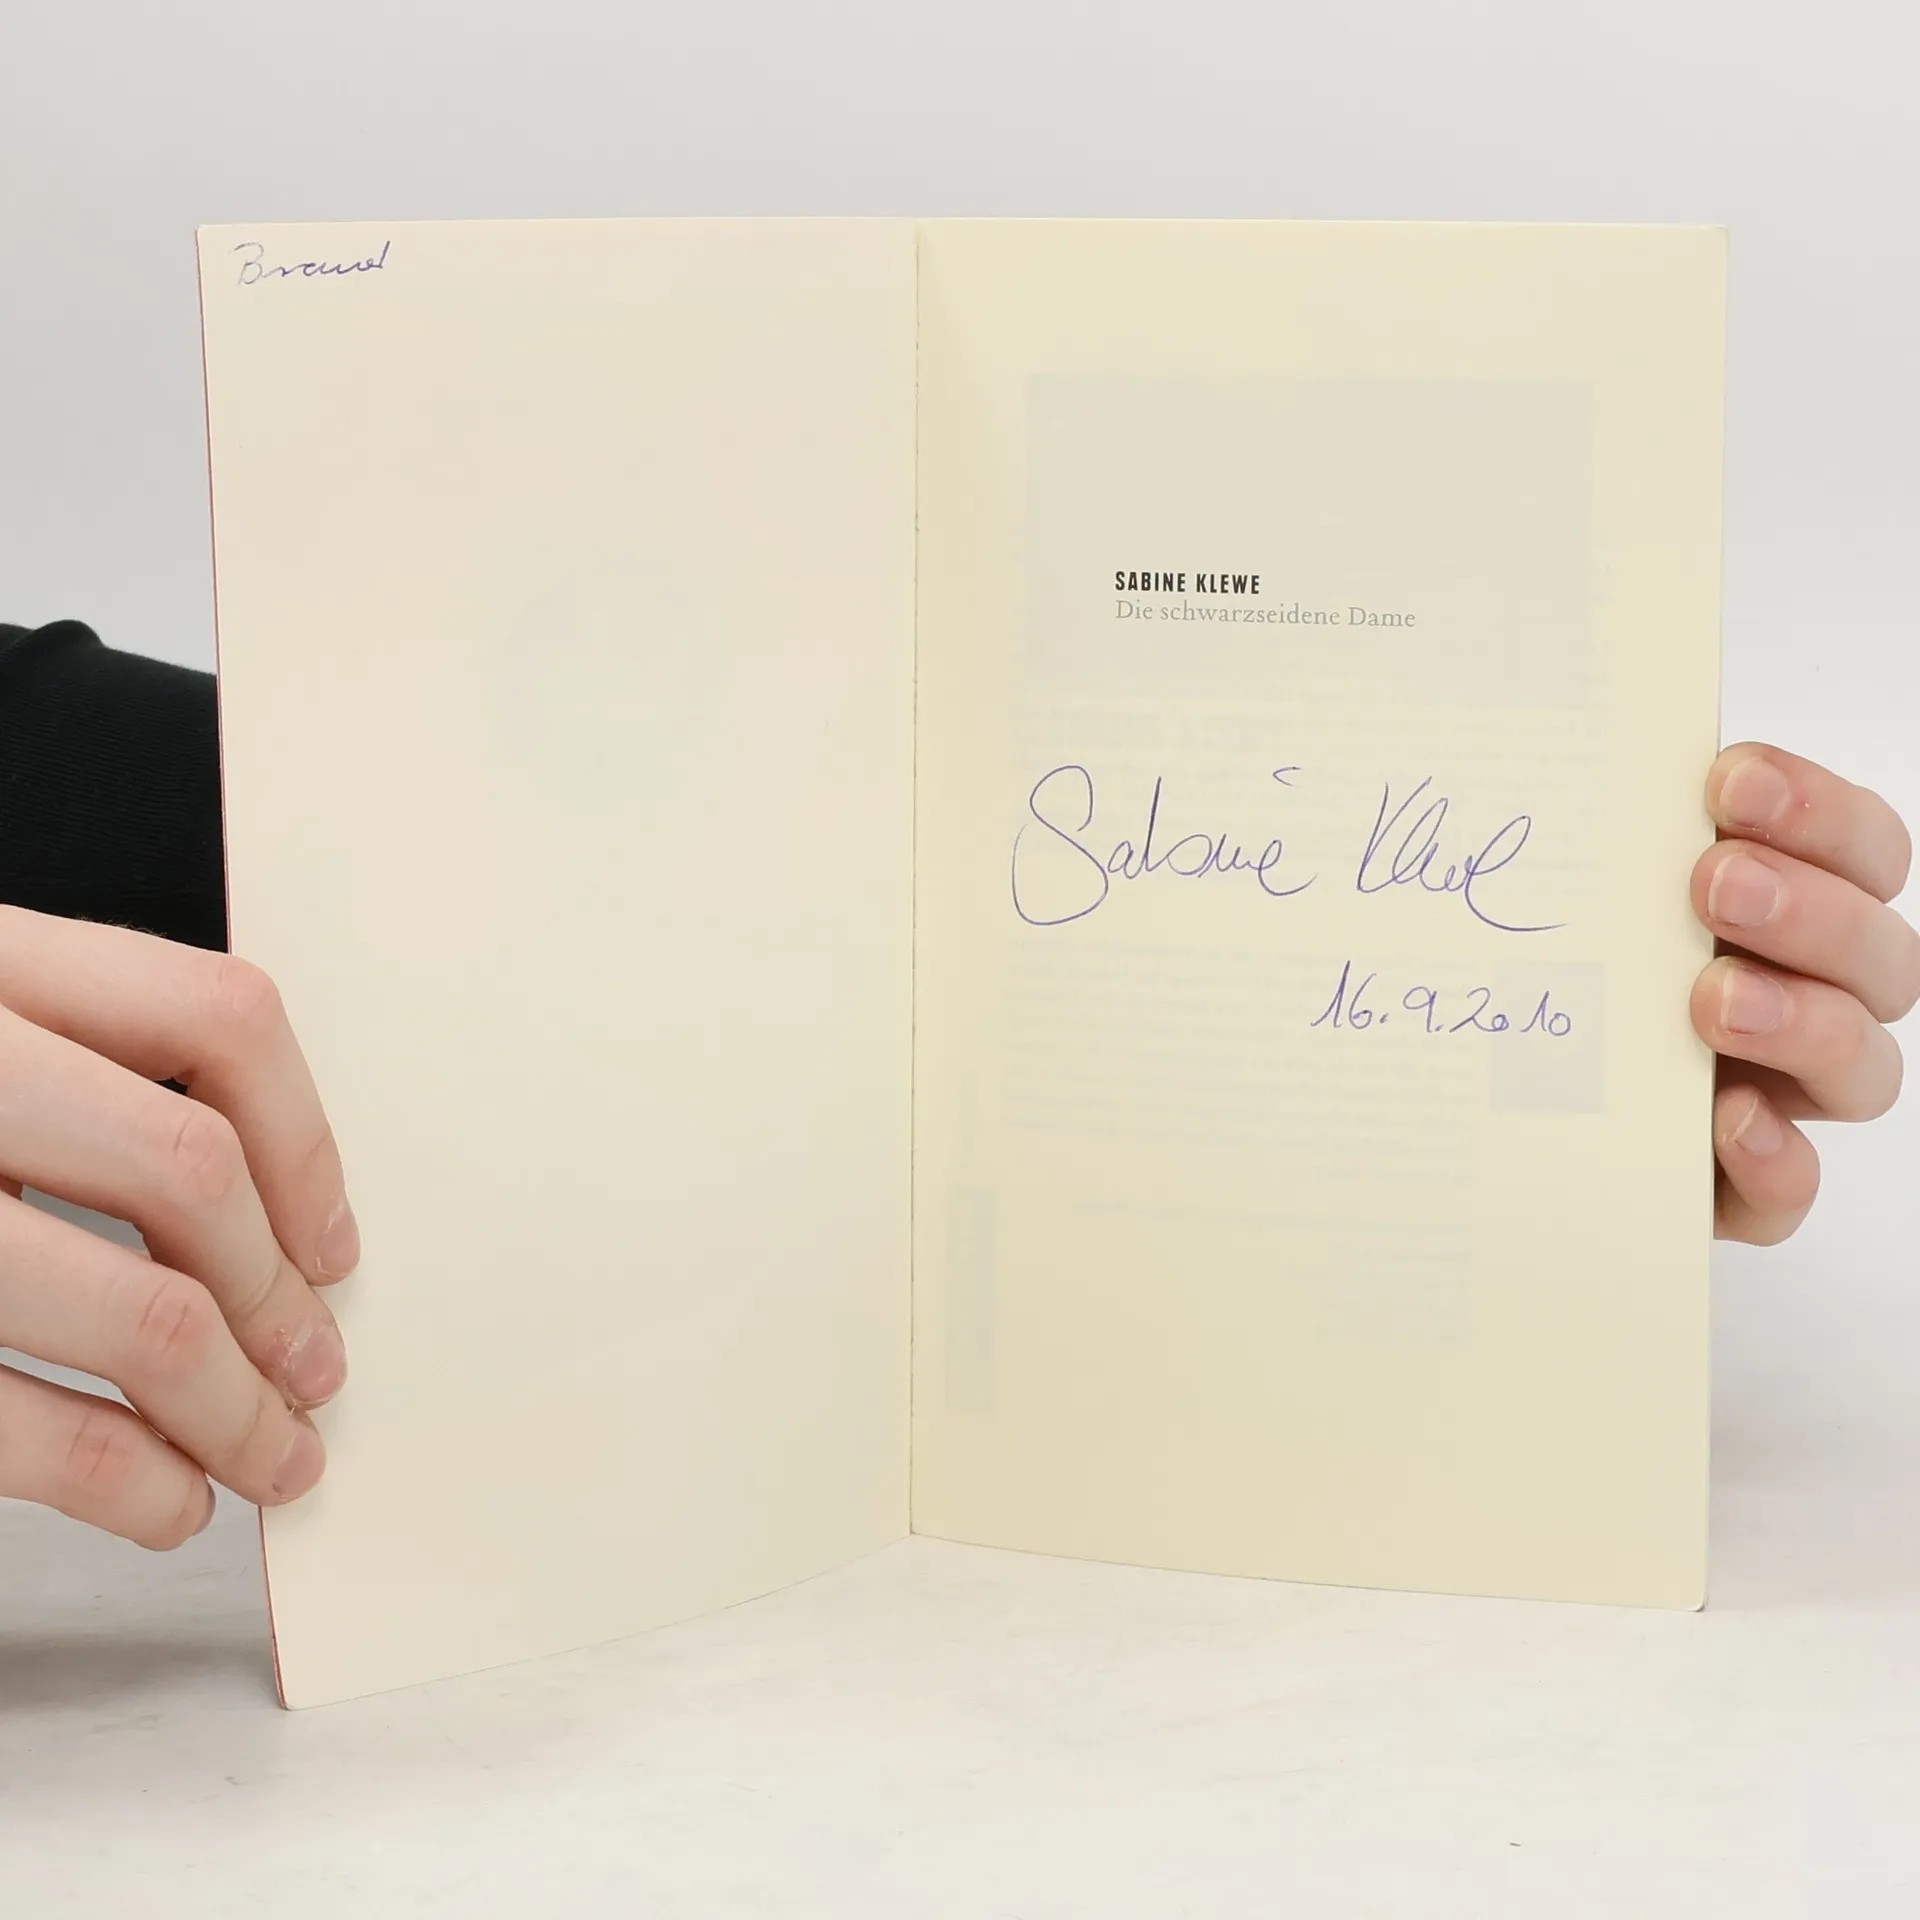 Brand
SABINE KLEWE
Die schwarzseidene Dame
Sabine Klewe
16.9.2010